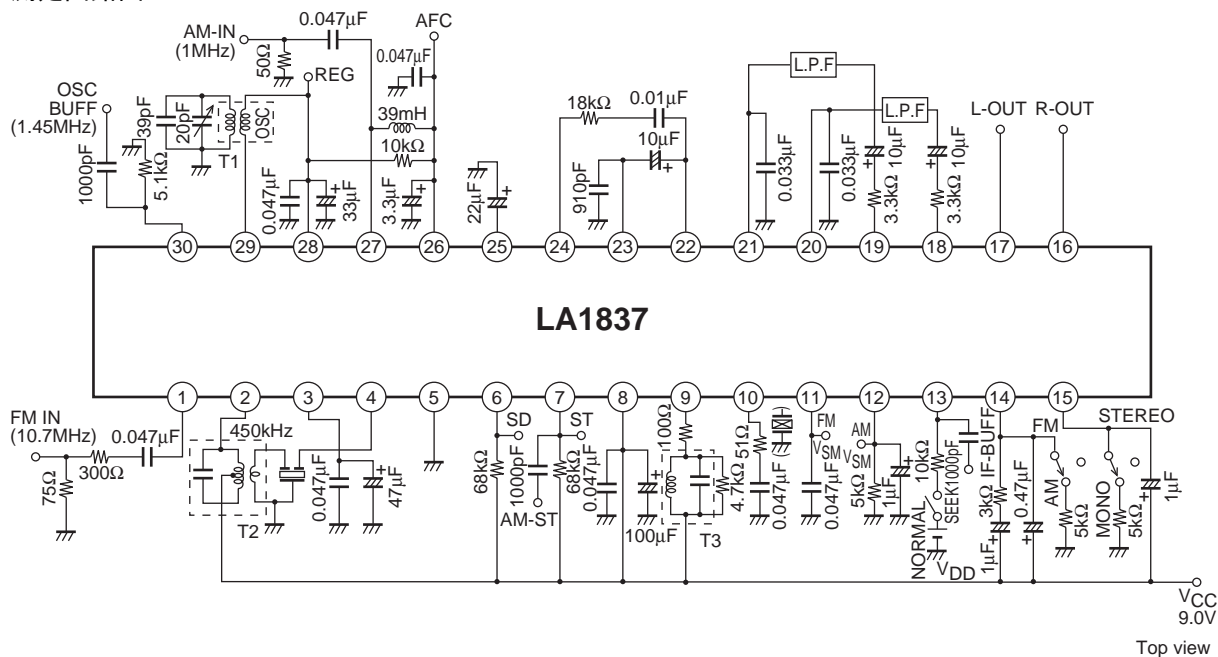 AM-IN
(1MHz)
0.047μF
AFC
50Ω
0.047μF
REG
L.P.F
OSC
BUFF
(1.45MHz)
39pF
20pF
OSC
T1
39mH
10kΩ
18kΩ
0.01μF
10μF
L.P.F
L-OUT
R-OUT
1000pF
5.1kΩ
0.047μF
33μF
3.3μF
22μF
910pF
0.033μF
0.033μF
3.3kΩ
10μF
3.3kΩ
10μF
30
29
28
27
26
25
24
23
22
21
20
19
18
17
16
LA1837
1
2
3
4
5
6
7
8
9
10
11
12
13
14
15
FM IN
(10.7MHz)
0.047μF
300Ω
75Ω
450kHz
T2
0.047μF
47μF
SD
68kΩ
1000pF
AM-ST
ST
68kΩ
0.047μF
100μF
100Ω
4.7kΩ
T3
51Ω
0.047μF
FM
VSM
0.047μF
AM
VSM
5kΩ
1μF
10kΩ
SEEK
1000pF
NORMAL
VDD
IF-BUFF
3kΩ
1μF
0.47μF
FM
AM
5kΩ
STEREO
MONO
5kΩ
1μF
VCC
9.0V
Top view